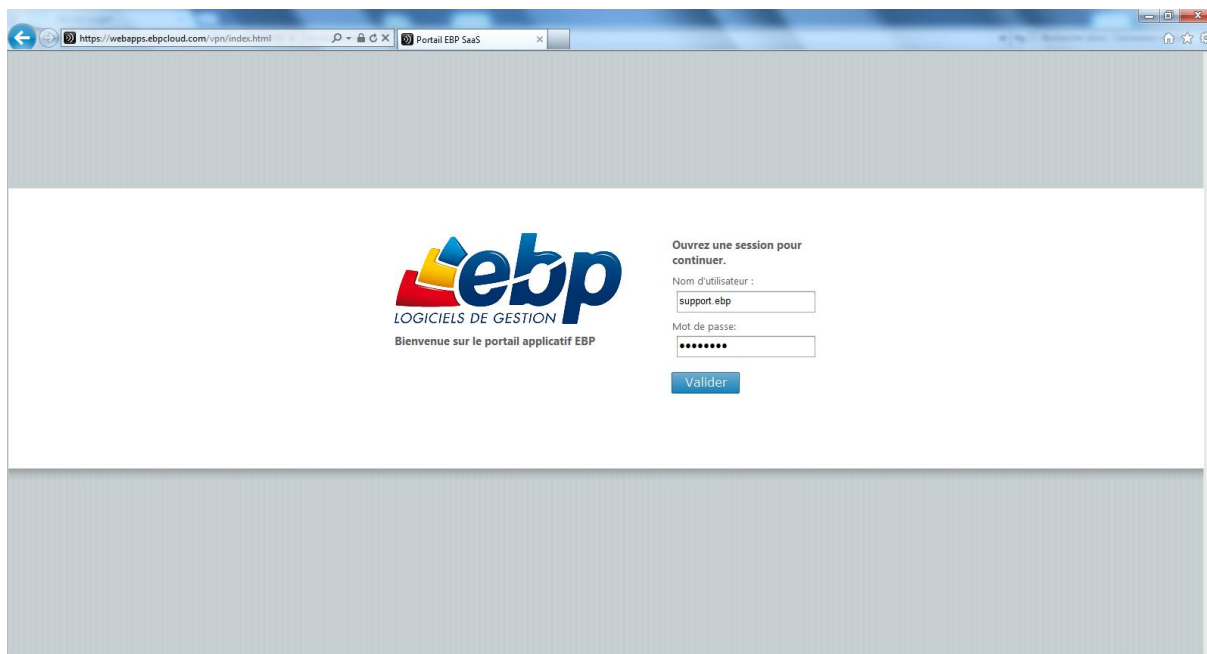 https://webapps.ebpcloud.com/vpn/index.html
Portail EBP SaaS
ebp
LOGICIELS DE GESTION
Bienvenue sur le portail applicatif EBP
Ouvrez une session pour
continuer.
Nom d'utilisateur :
support.ebp
Mot de passe:
••••••••
Valider